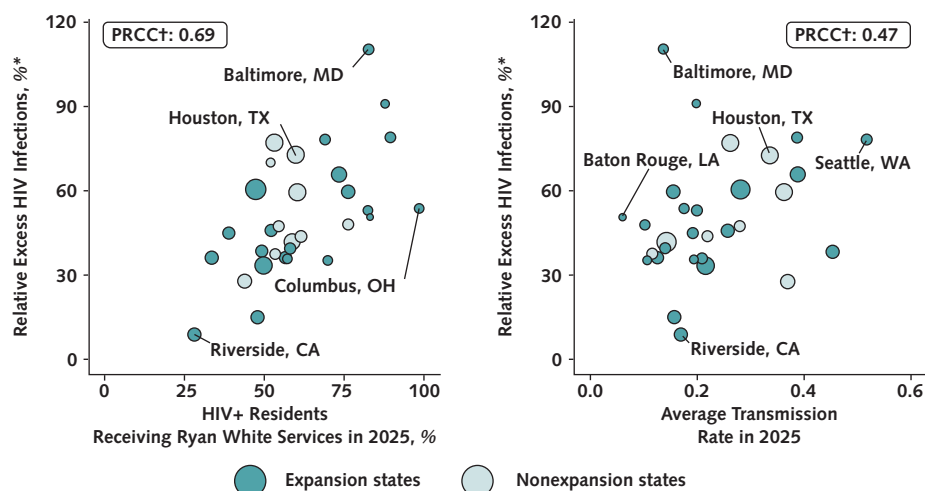 Relative Excess HIV Infections, %*
120
90
60
30
0
PRCC†: 0.69
Baltimore, MD
Houston, TX
Columbus, OH
Riverside, CA
0
25
50
75
100
HIV+ Residents
Receiving Ryan White Services in 2025, %
Relative Excess HIV Infections, %*
120
90
60
30
0
PRCC†: 0.47
Baltimore, MD
Houston, TX
Baton Rouge, LA
Seattle, WA
Riverside, CA
0.0
0.2
0.4
0.6
Average Transmission
Rate in 2025
Expansion states
Nonexpansion states